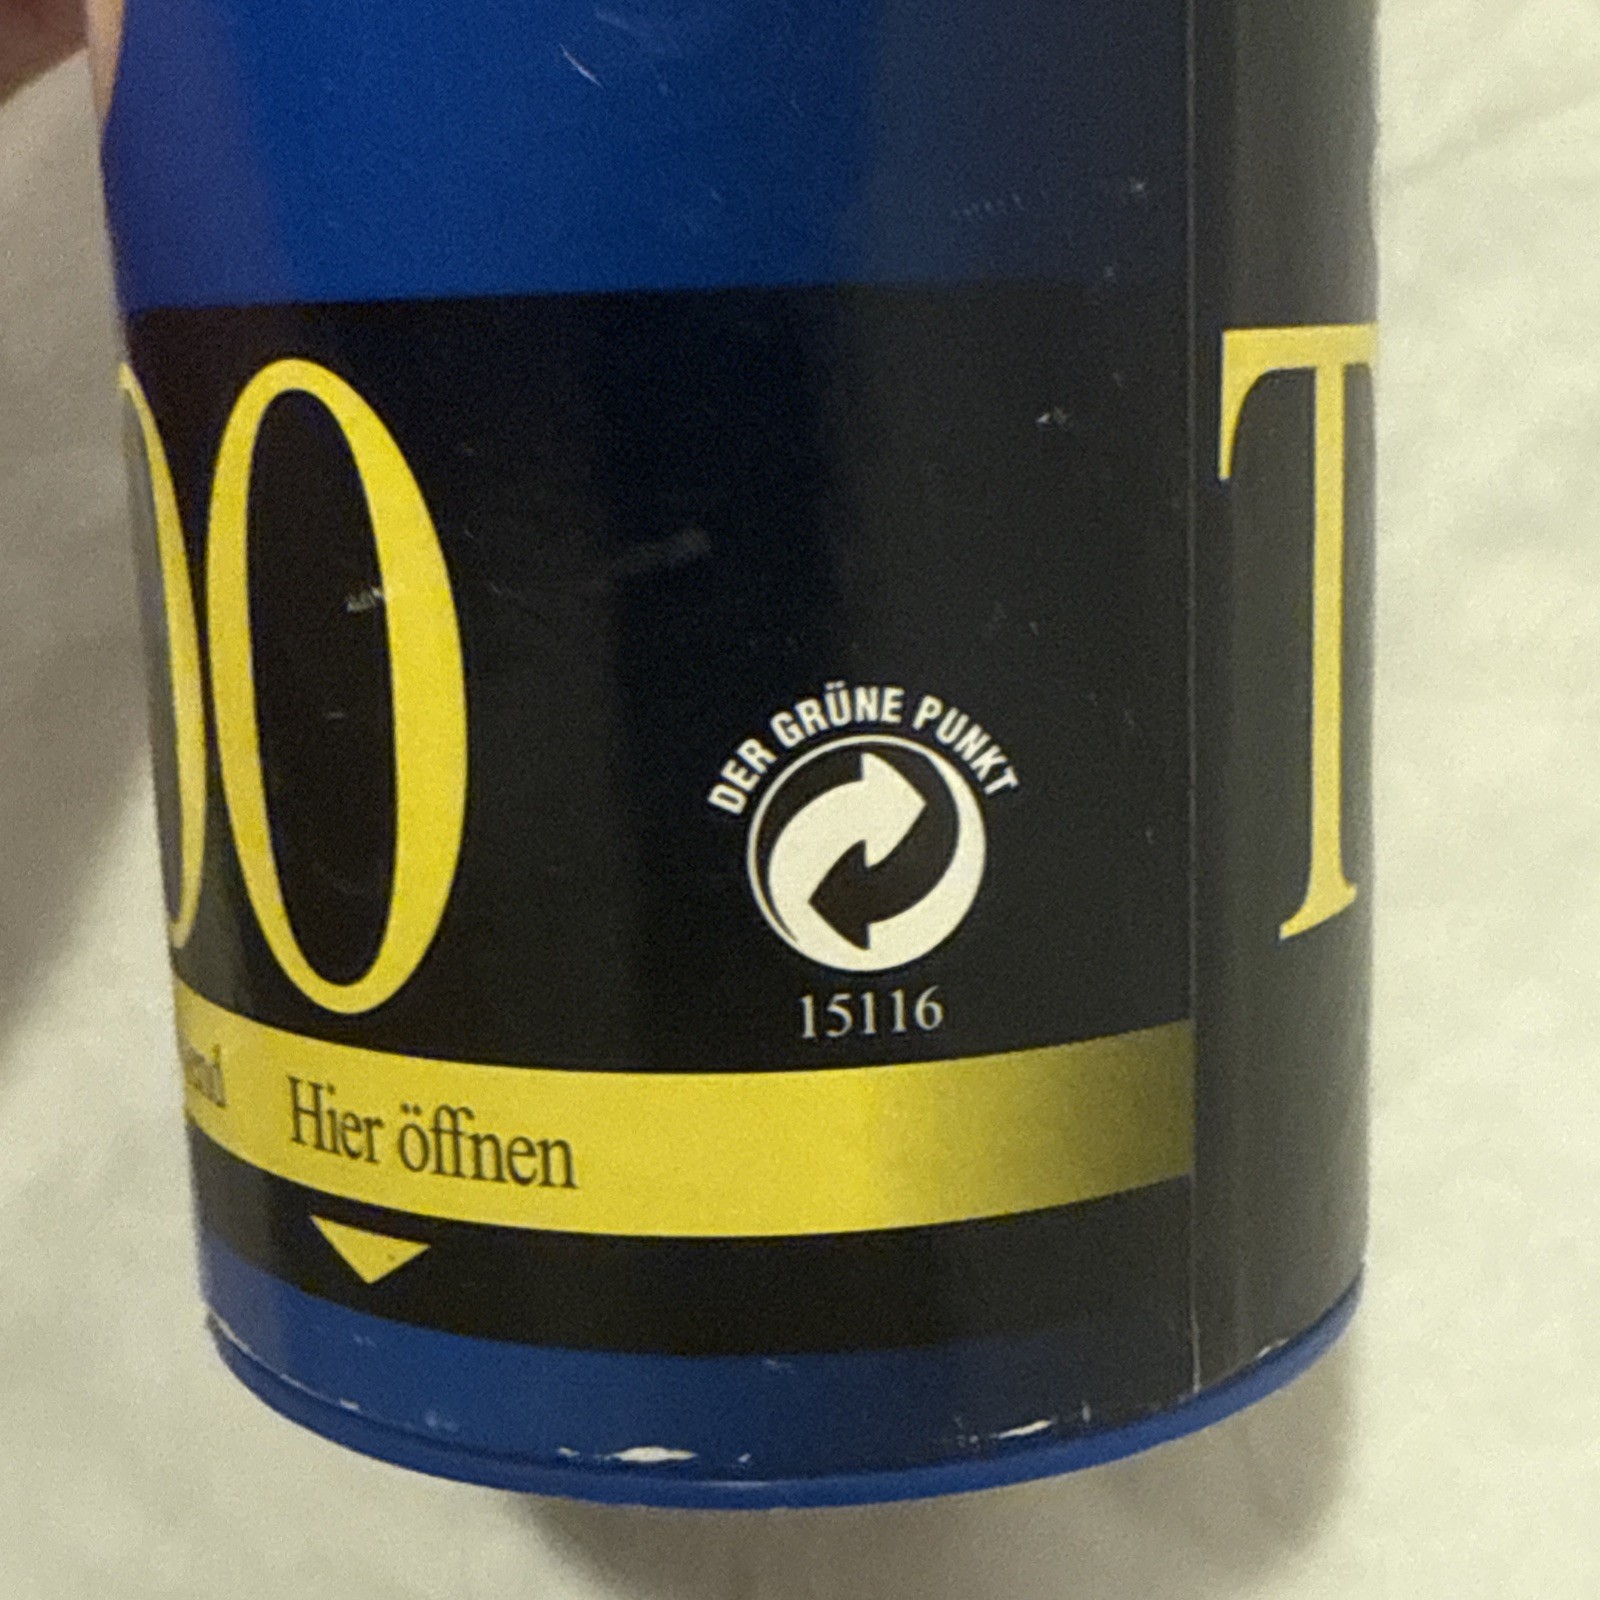 00 T
DER GRÜNE PUNKT
15116
Hier öffnen